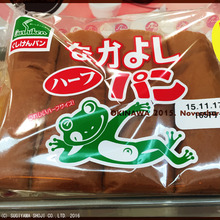 Gushiken
ぐしけんパン
なかよし
ハーフ
パン
OKINAWA 2015. November
15.11.17
(C) SUGIYAMA SHOJI CO. LTD. 2016